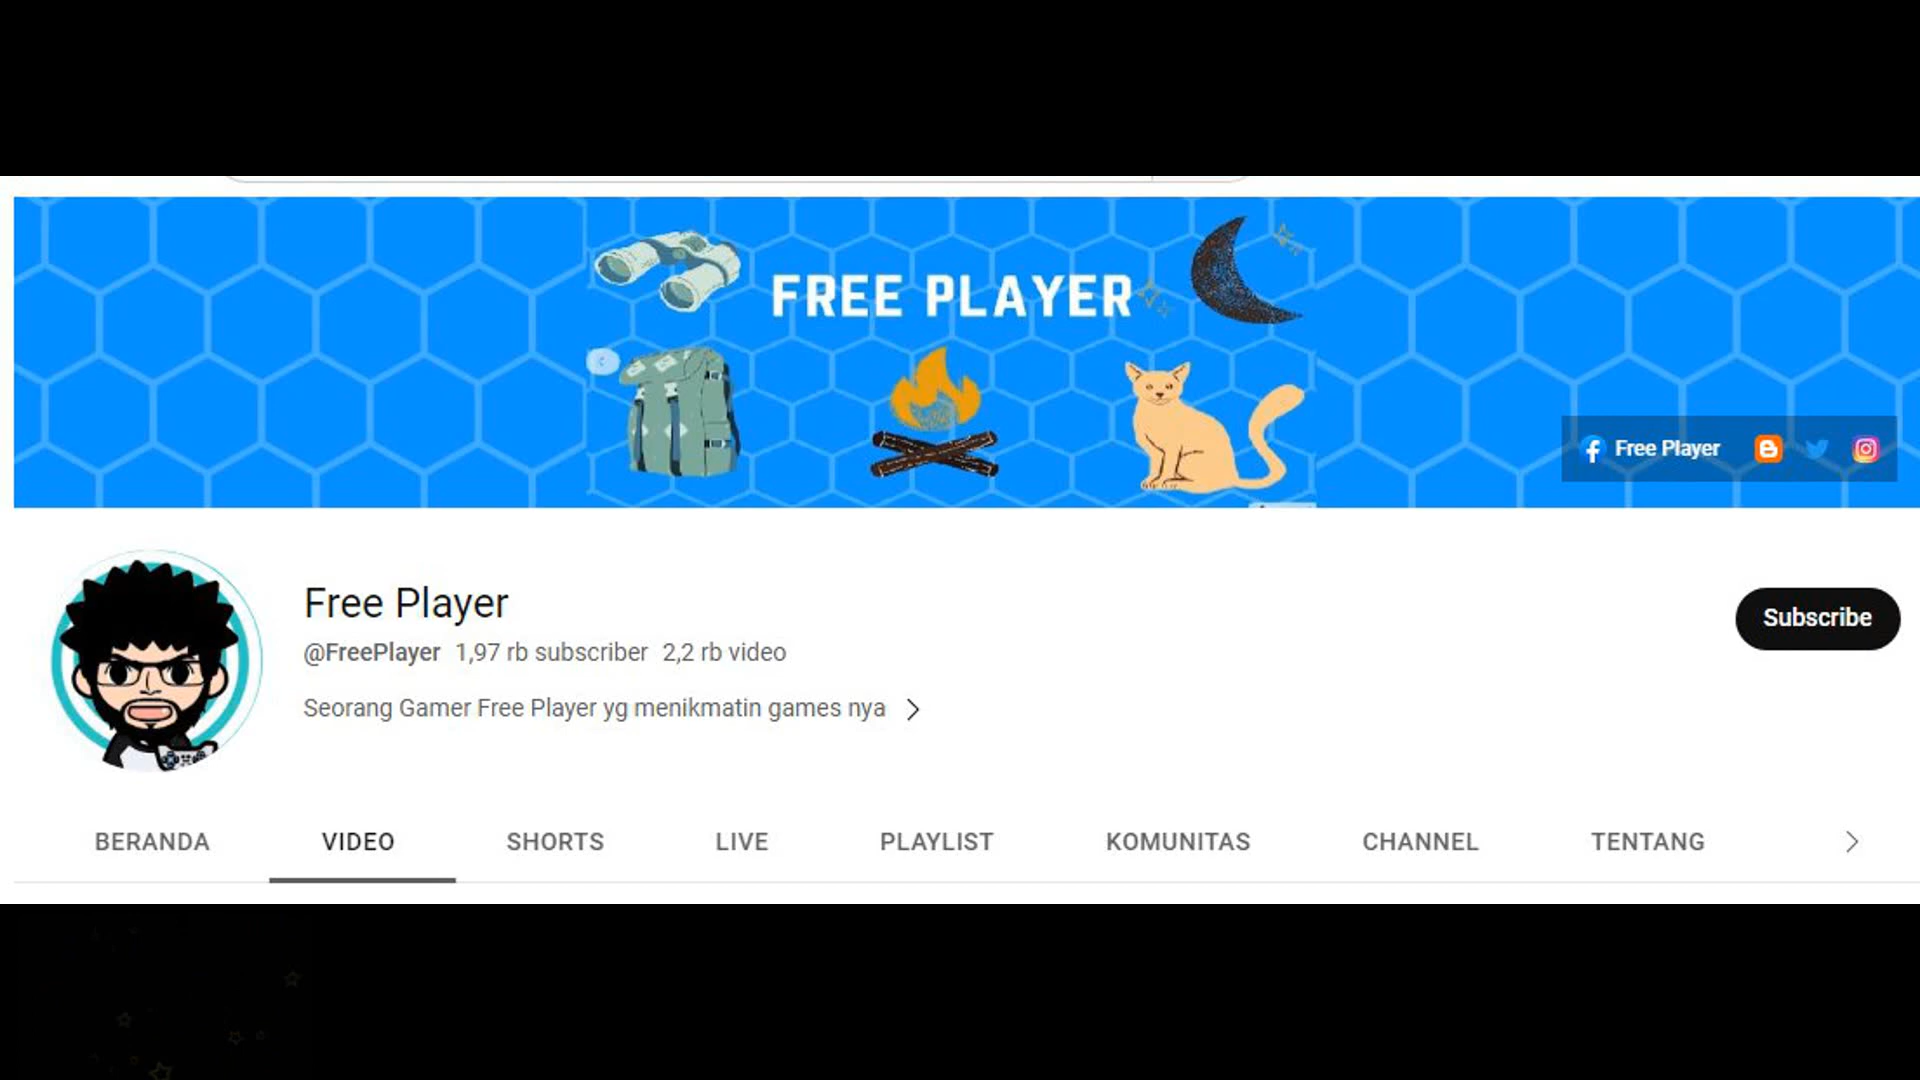 FREE PLAYER
Free Player
Free Player
@FreePlayer 1,97 rb subscriber 2,2 rb video
Subscribe
Seorang Gamer Free Player yg menikmatin games nya
BERANDA VIDEO SHORTS LIVE PLAYLIST KOMUNITAS CHANNEL TENTANG